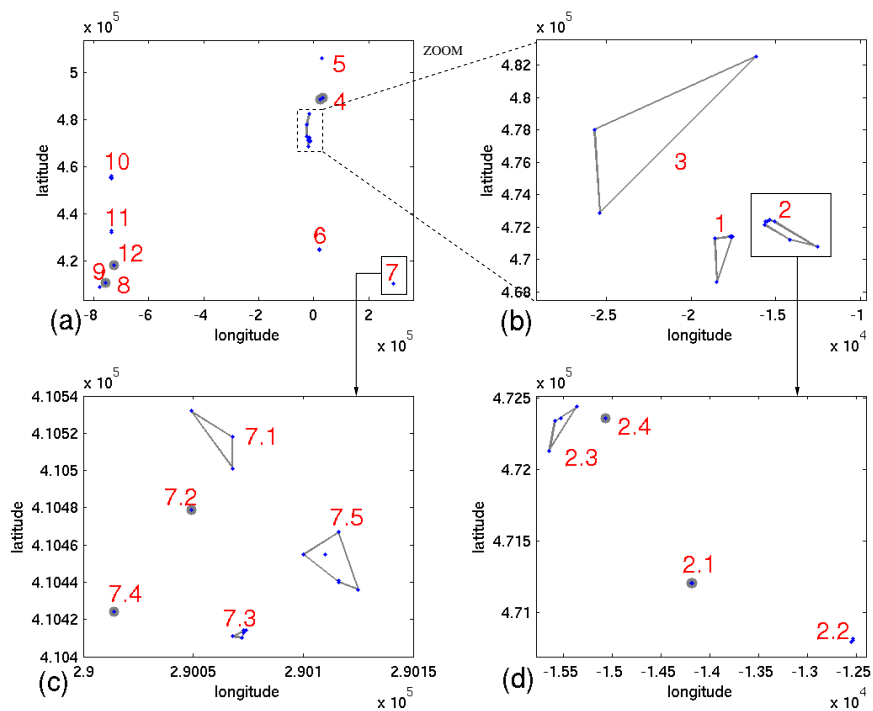 x 10^5
5
4.8
4.6
4.4
4.2
latitude
5
4
10
11
12
9
8
6
7
-8 -6 -4 -2 0 2
longitude
x 10^5
(a)
ZOOM
x 10^5
4.82
4.8
4.78
4.76
4.74
4.72
4.7
4.68
latitude
3
1
2
-2.5 -2 -1.5 -1
longitude
x 10^4
(b)
x 10^5
4.1054
4.1052
4.105
4.1048
4.1046
4.1044
4.1042
4.104
latitude
7.1
7.2
7.5
7.4
7.3
2.9 2.9005 2.901 2.9015
longitude
x 10^5
(c)
x 10^5
4.725
4.72
4.715
4.71
latitude
2.4
2.3
2.1
2.2
-1.55 -1.5 -1.45 -1.4 -1.35 -1.3 -1.25
longitude
x 10^4
(d)